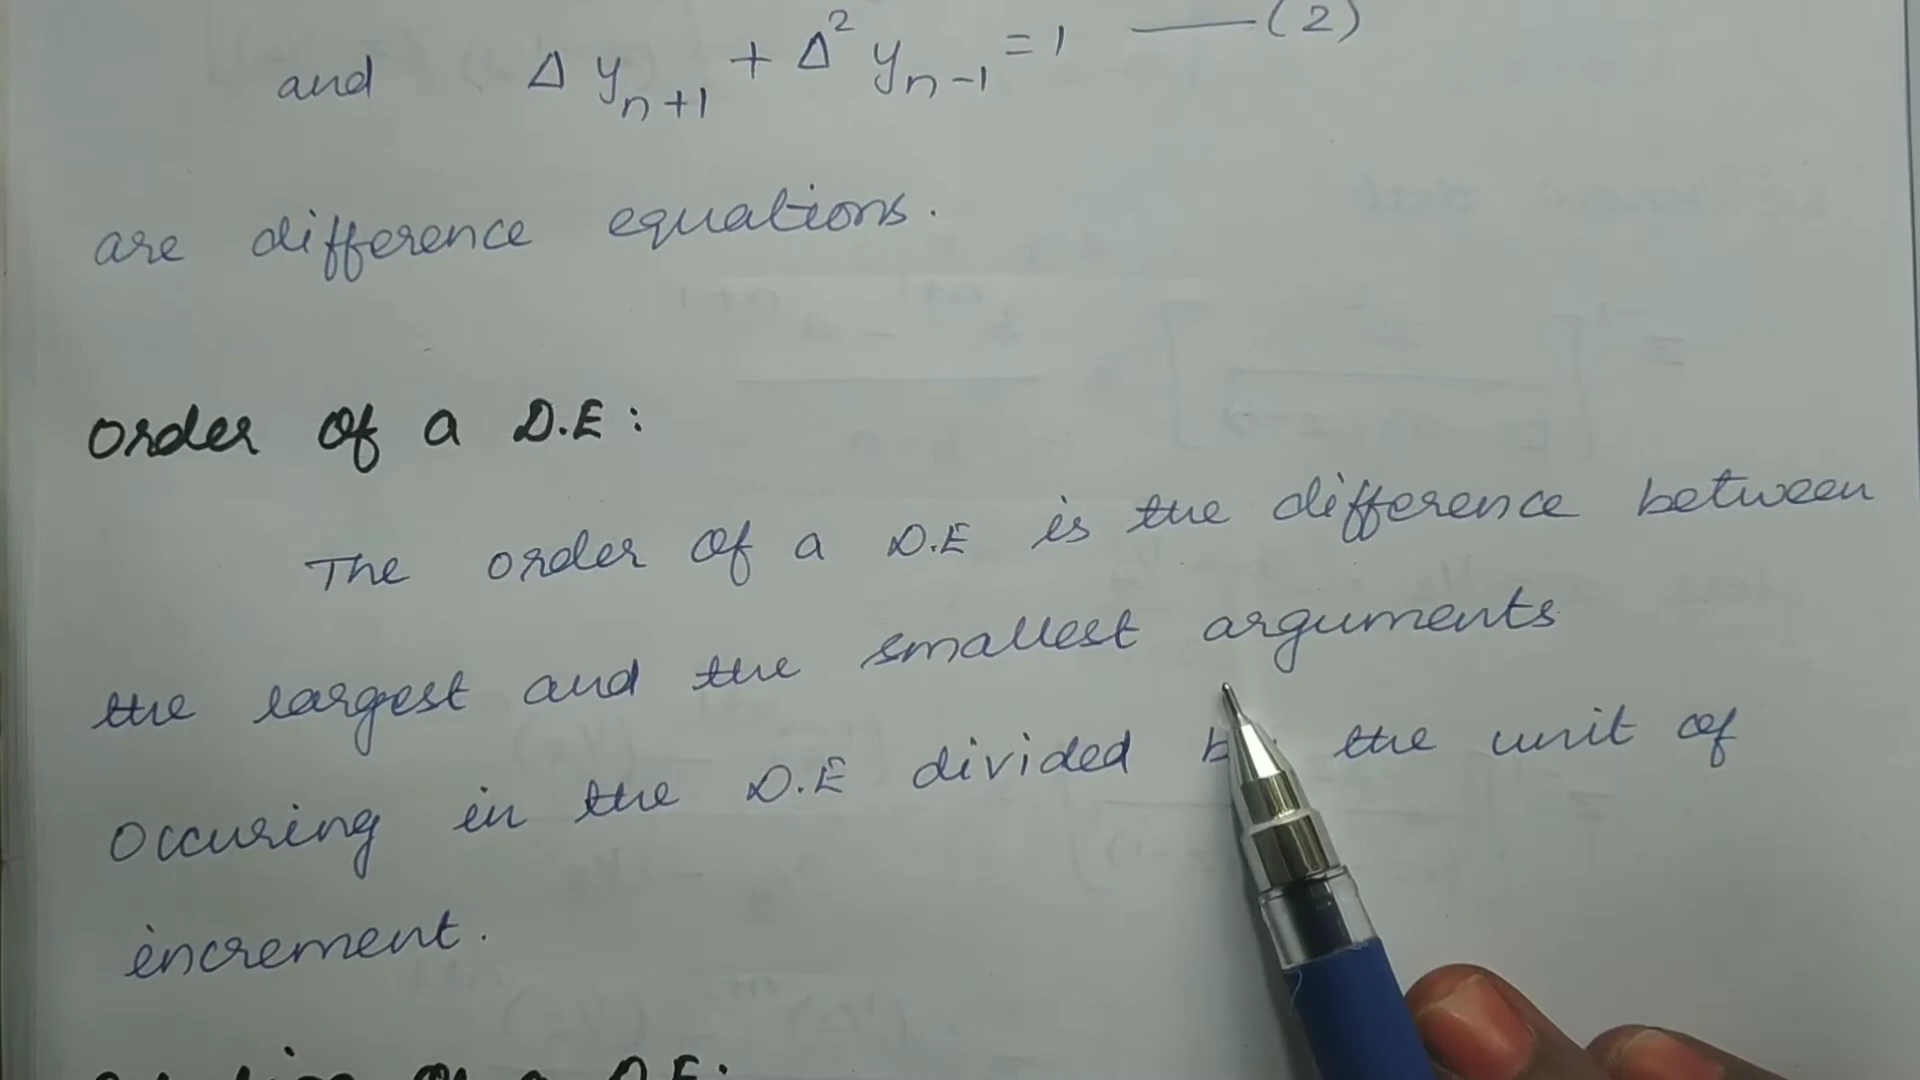 and Δ y_{n+1} + Δ² y_{n-1} = 1 —— (2)
are difference equations.
Order of a D.E :
The order of a D.E is the difference between
the largest and the smallest arguments
occuring in the D.E divided the unit of
increment.
of a D.E :